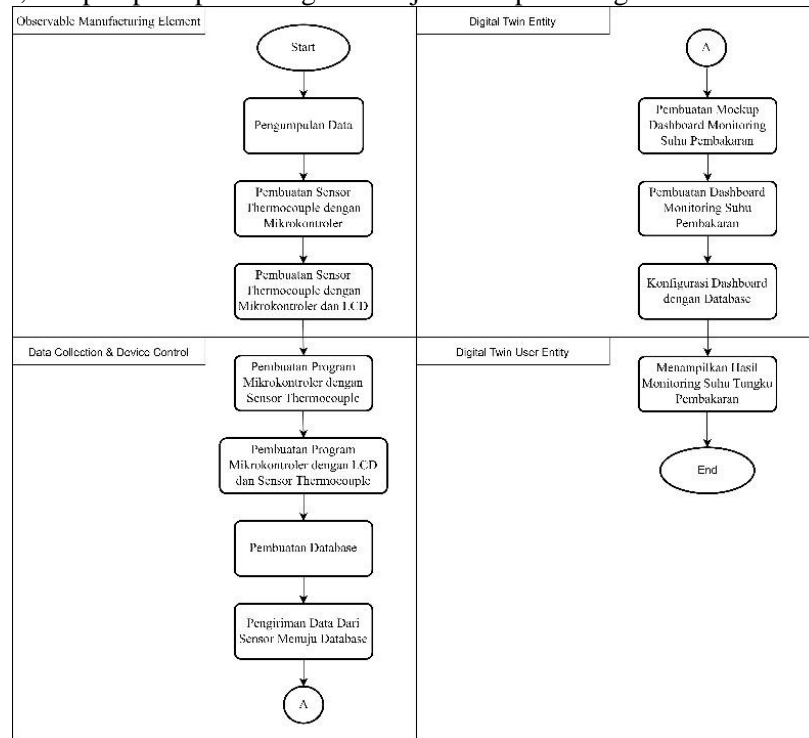 Observable Manufacturing Element
Start
Pengumpulan Data
Pembuatan Sensor
Thermocouple dengan
Mikrokontroler
Pembuatan Sensor
Thermocouple dengan
Mikrokontroler dan LCD
Data Collection & Device Control
Pembuatan Program
Mikrokontroler dengan
Sensor Thermocouple
Pembuatan Program
Mikrokontroler dengan LCD
dan Sensor Thermocouple
Pembuatan Database
Pengiriman Data Dari
Sensor Menuju Database
A
Digital Twin Entity
A
Pembuatan Mockup
Dashboard Monitoring
Suhu Pembakaran
Pembuatan Dashboard
Monitoring Suhu
Pembakaran
Konfigurasi Dashboard
dengan Database
Digital Twin User Entity
Menampilkan Hasil
Monitoring Suhu Tungku
Pembakaran
End